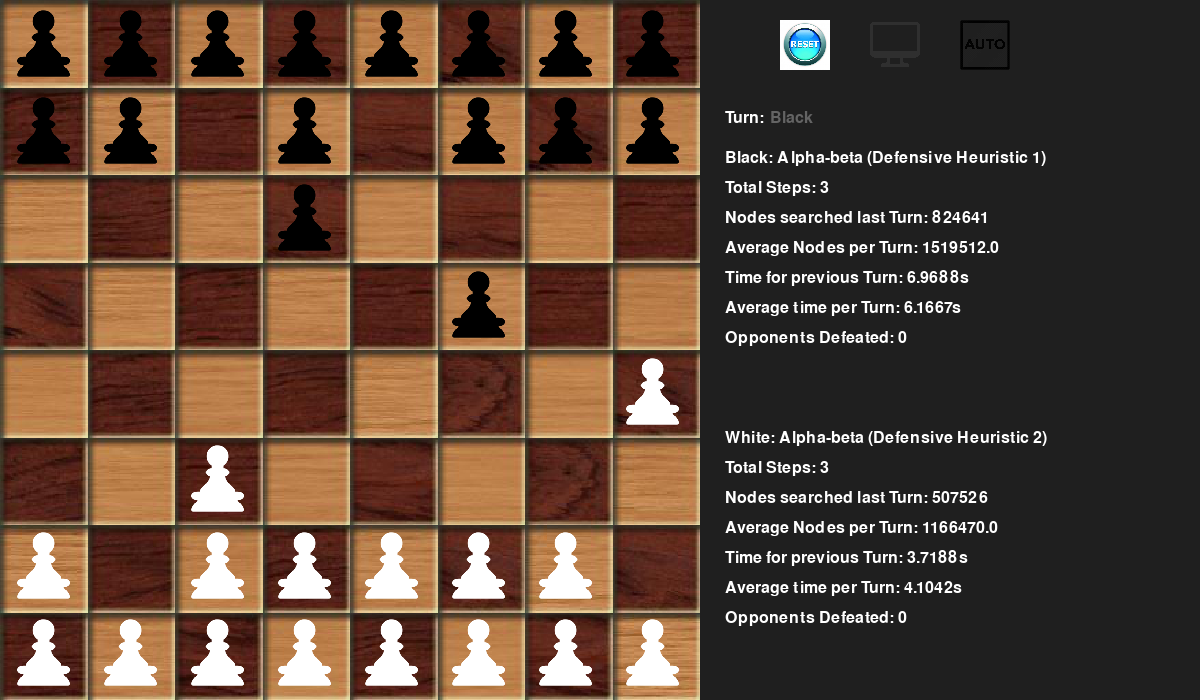 RESET
AUTO
Turn: Black
Black: Alpha-beta (Defensive Heuristic 1)
Total Steps: 3
Nodes searched last Turn: 824641
Average Nodes per Turn: 1519512.0
Time for previous Turn: 6.9688s
Average time per Turn: 6.1667s
Opponents Defeated: 0
White: Alpha-beta (Defensive Heuristic 2)
Total Steps: 3
Nodes searched last Turn: 507526
Average Nodes per Turn: 1166470.0
Time for previous Turn: 3.7188s
Average time per Turn: 4.1042s
Opponents Defeated: 0